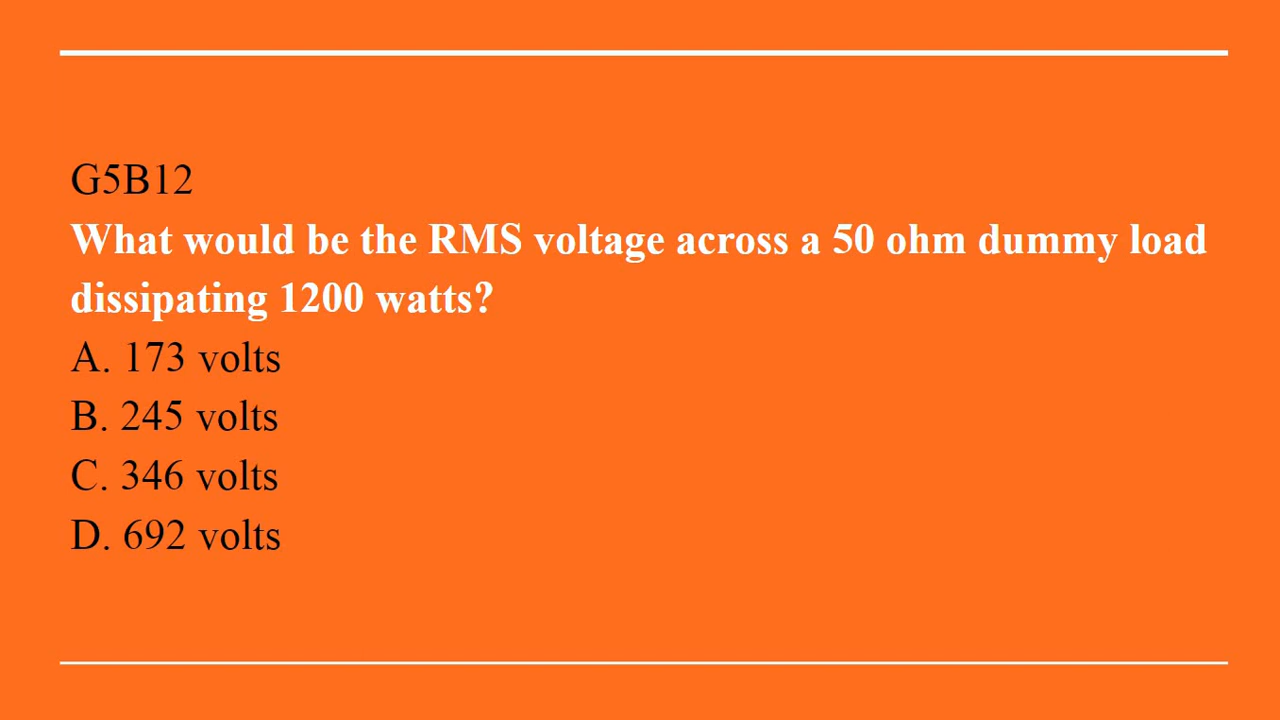 G5B12
What would be the RMS voltage across a 50 ohm dummy load
dissipating 1200 watts?
A. 173 volts
B. 245 volts
C. 346 volts
D. 692 volts